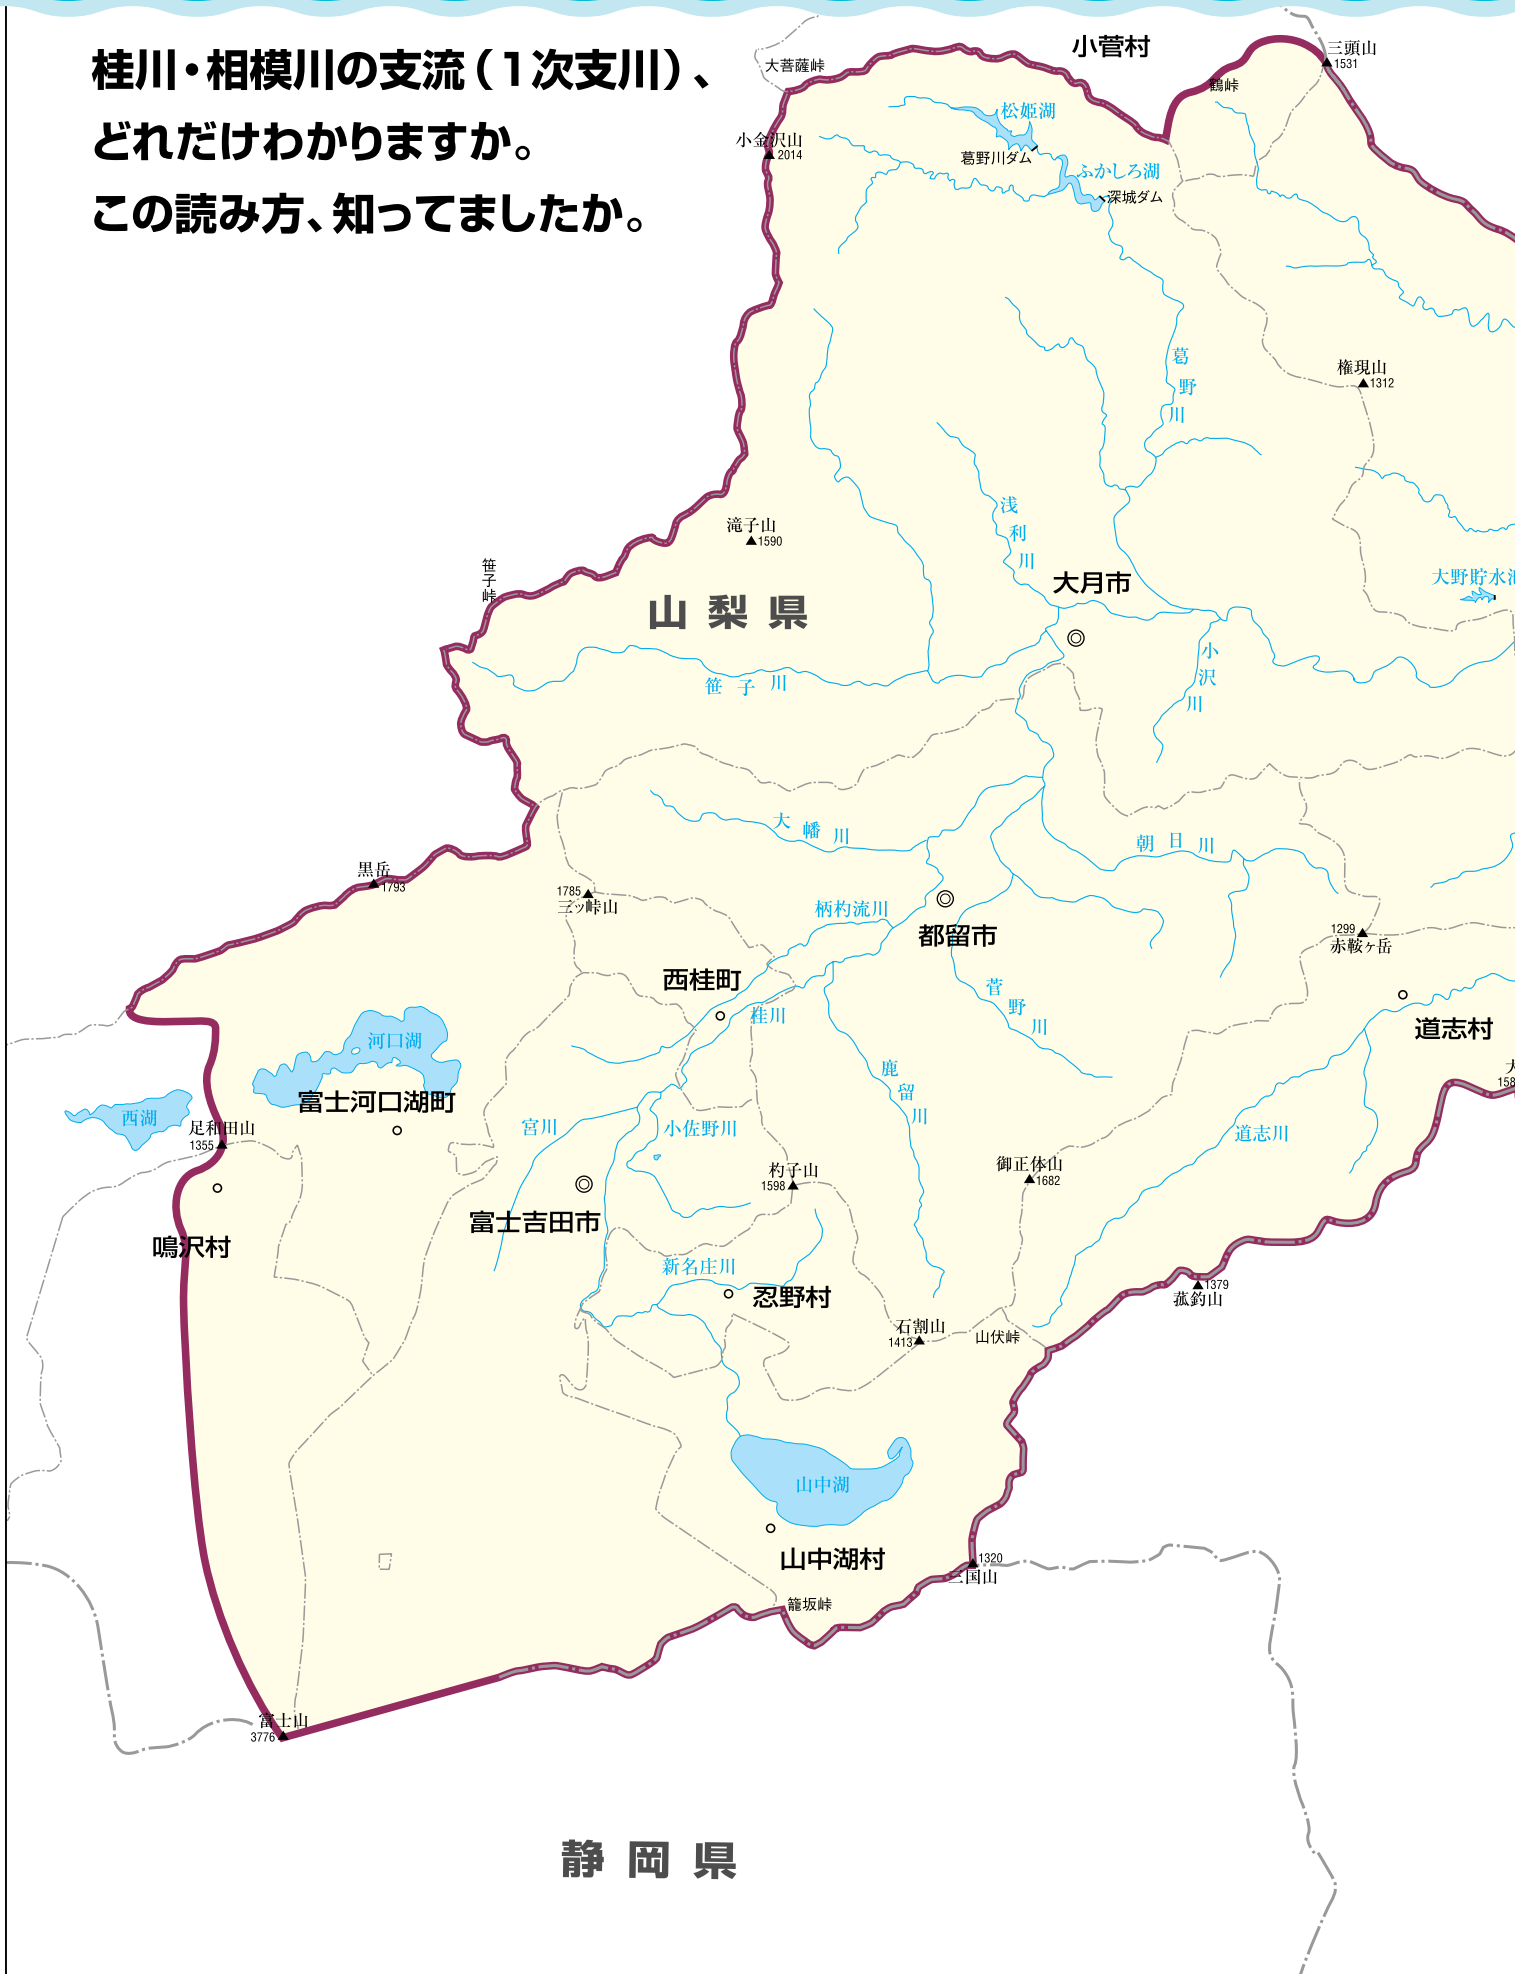 桂川・相模川の支流（１次支川）、
どれだけわかりますか。
この読み方、知ってましたか。
小菅村
三頭山
1531
大菩薩峠
鶴峠
松姫湖
小金沢山
2014
葛野川ダム
ふかしろ湖
深城ダム
葛野川
権現山
1312
浅利川
滝子山
1590
笹子峠
大月市
大野貯水池
山梨県
小沢川
笹子川
大幡川
朝日川
黒岳
1793
1785
三ッ峠山
柄杓流川
都留市
1299
赤鞍ヶ岳
西桂町
菅野川
桂川
道志村
河口湖
鹿留川
富士河口湖町
西湖
宮川
小佐野川
道志川
足和田山
1355
杓子山
1598
御正体山
1682
富士吉田市
鳴沢村
新名庄川
忍野村
1379
菰釣山
石割山
1413
山伏峠
山中湖
山中湖村
1320
三国山
籠坂峠
富士山
3776
静岡県